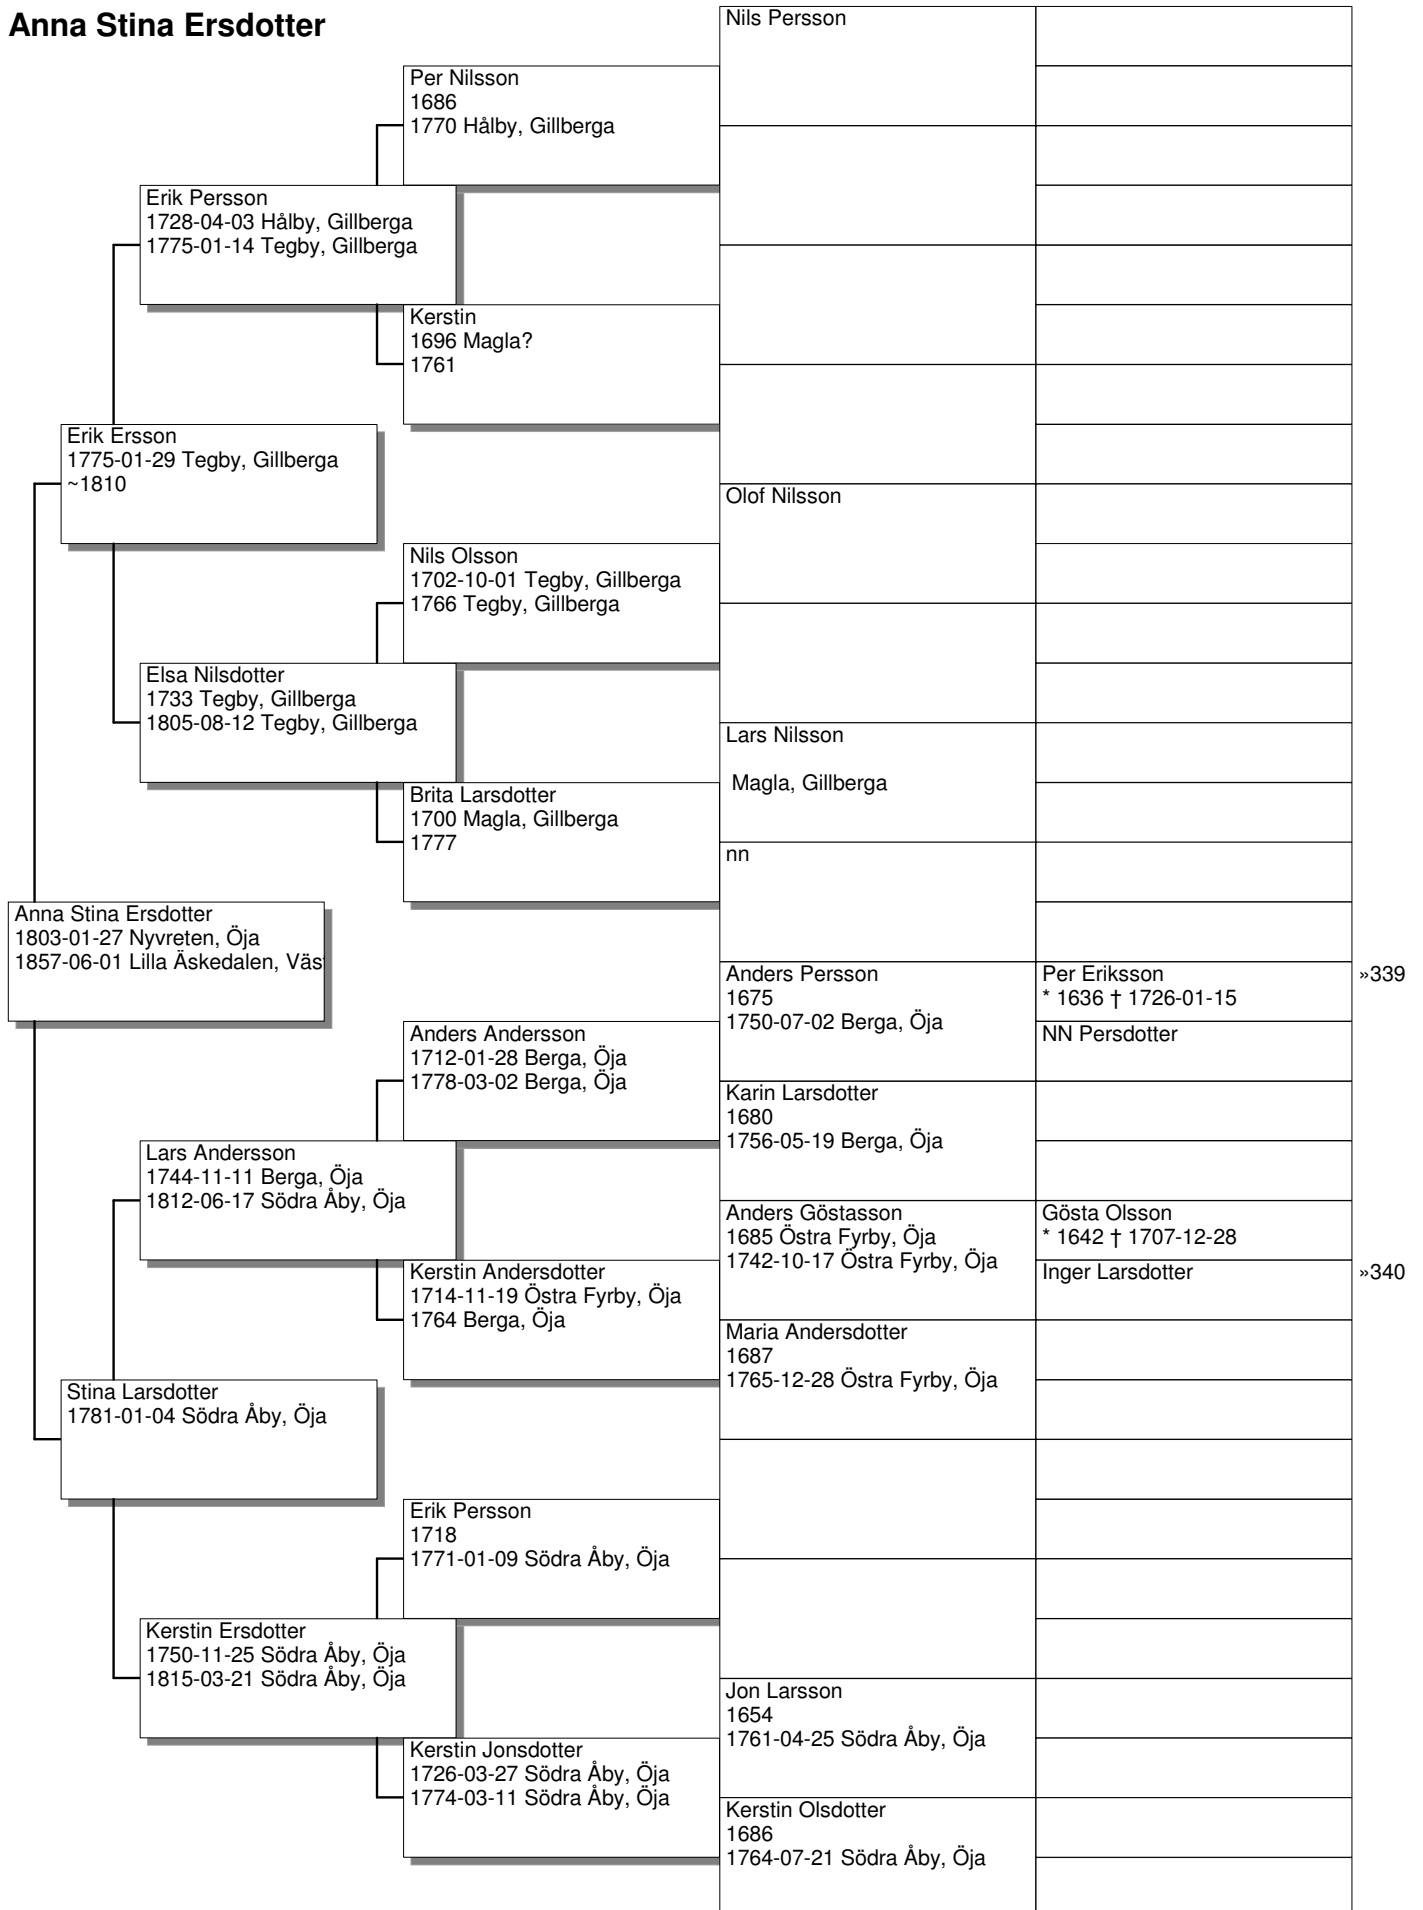 Anna Stina Ersdotter
Nils Persson
Per Nilsson
1686
1770 Hålby, Gillberga
Erik Persson
1728-04-03 Hålby, Gillberga
1775-01-14 Tegby, Gillberga
Kerstin
1696 Magla?
1761
Erik Ersson
1775-01-29 Tegby, Gillberga
~1810
Olof Nilsson
Nils Olsson
1702-10-01 Tegby, Gillberga
1766 Tegby, Gillberga
Elsa Nilsdotter
1733 Tegby, Gillberga
1805-08-12 Tegby, Gillberga
Lars Nilsson
Magla, Gillberga
Brita Larsdotter
1700 Magla, Gillberga
1777
nn
Anna Stina Ersdotter
1803-01-27 Nyvreten, Öja
1857-06-01 Lilla Äskedalen, Väs
Anders Persson
1675
1750-07-02 Berga, Öja
Per Eriksson
* 1636 † 1726-01-15
»339
NN Persdotter
Anders Andersson
1712-01-28 Berga, Öja
1778-03-02 Berga, Öja
Karin Larsdotter
1680
1756-05-19 Berga, Öja
Lars Andersson
1744-11-11 Berga, Öja
1812-06-17 Södra Åby, Öja
Anders Göstasson
1685 Östra Fyrby, Öja
1742-10-17 Östra Fyrby, Öja
Gösta Olsson
* 1642 † 1707-12-28
Inger Larsdotter
»340
Kerstin Andersdotter
1714-11-19 Östra Fyrby, Öja
1764 Berga, Öja
Maria Andersdotter
1687
1765-12-28 Östra Fyrby, Öja
Stina Larsdotter
1781-01-04 Södra Åby, Öja
Erik Persson
1718
1771-01-09 Södra Åby, Öja
Kerstin Ersdotter
1750-11-25 Södra Åby, Öja
1815-03-21 Södra Åby, Öja
Jon Larsson
1654
1761-04-25 Södra Åby, Öja
Kerstin Jonsdotter
1726-03-27 Södra Åby, Öja
1774-03-11 Södra Åby, Öja
Kerstin Olsdotter
1686
1764-07-21 Södra Åby, Öja